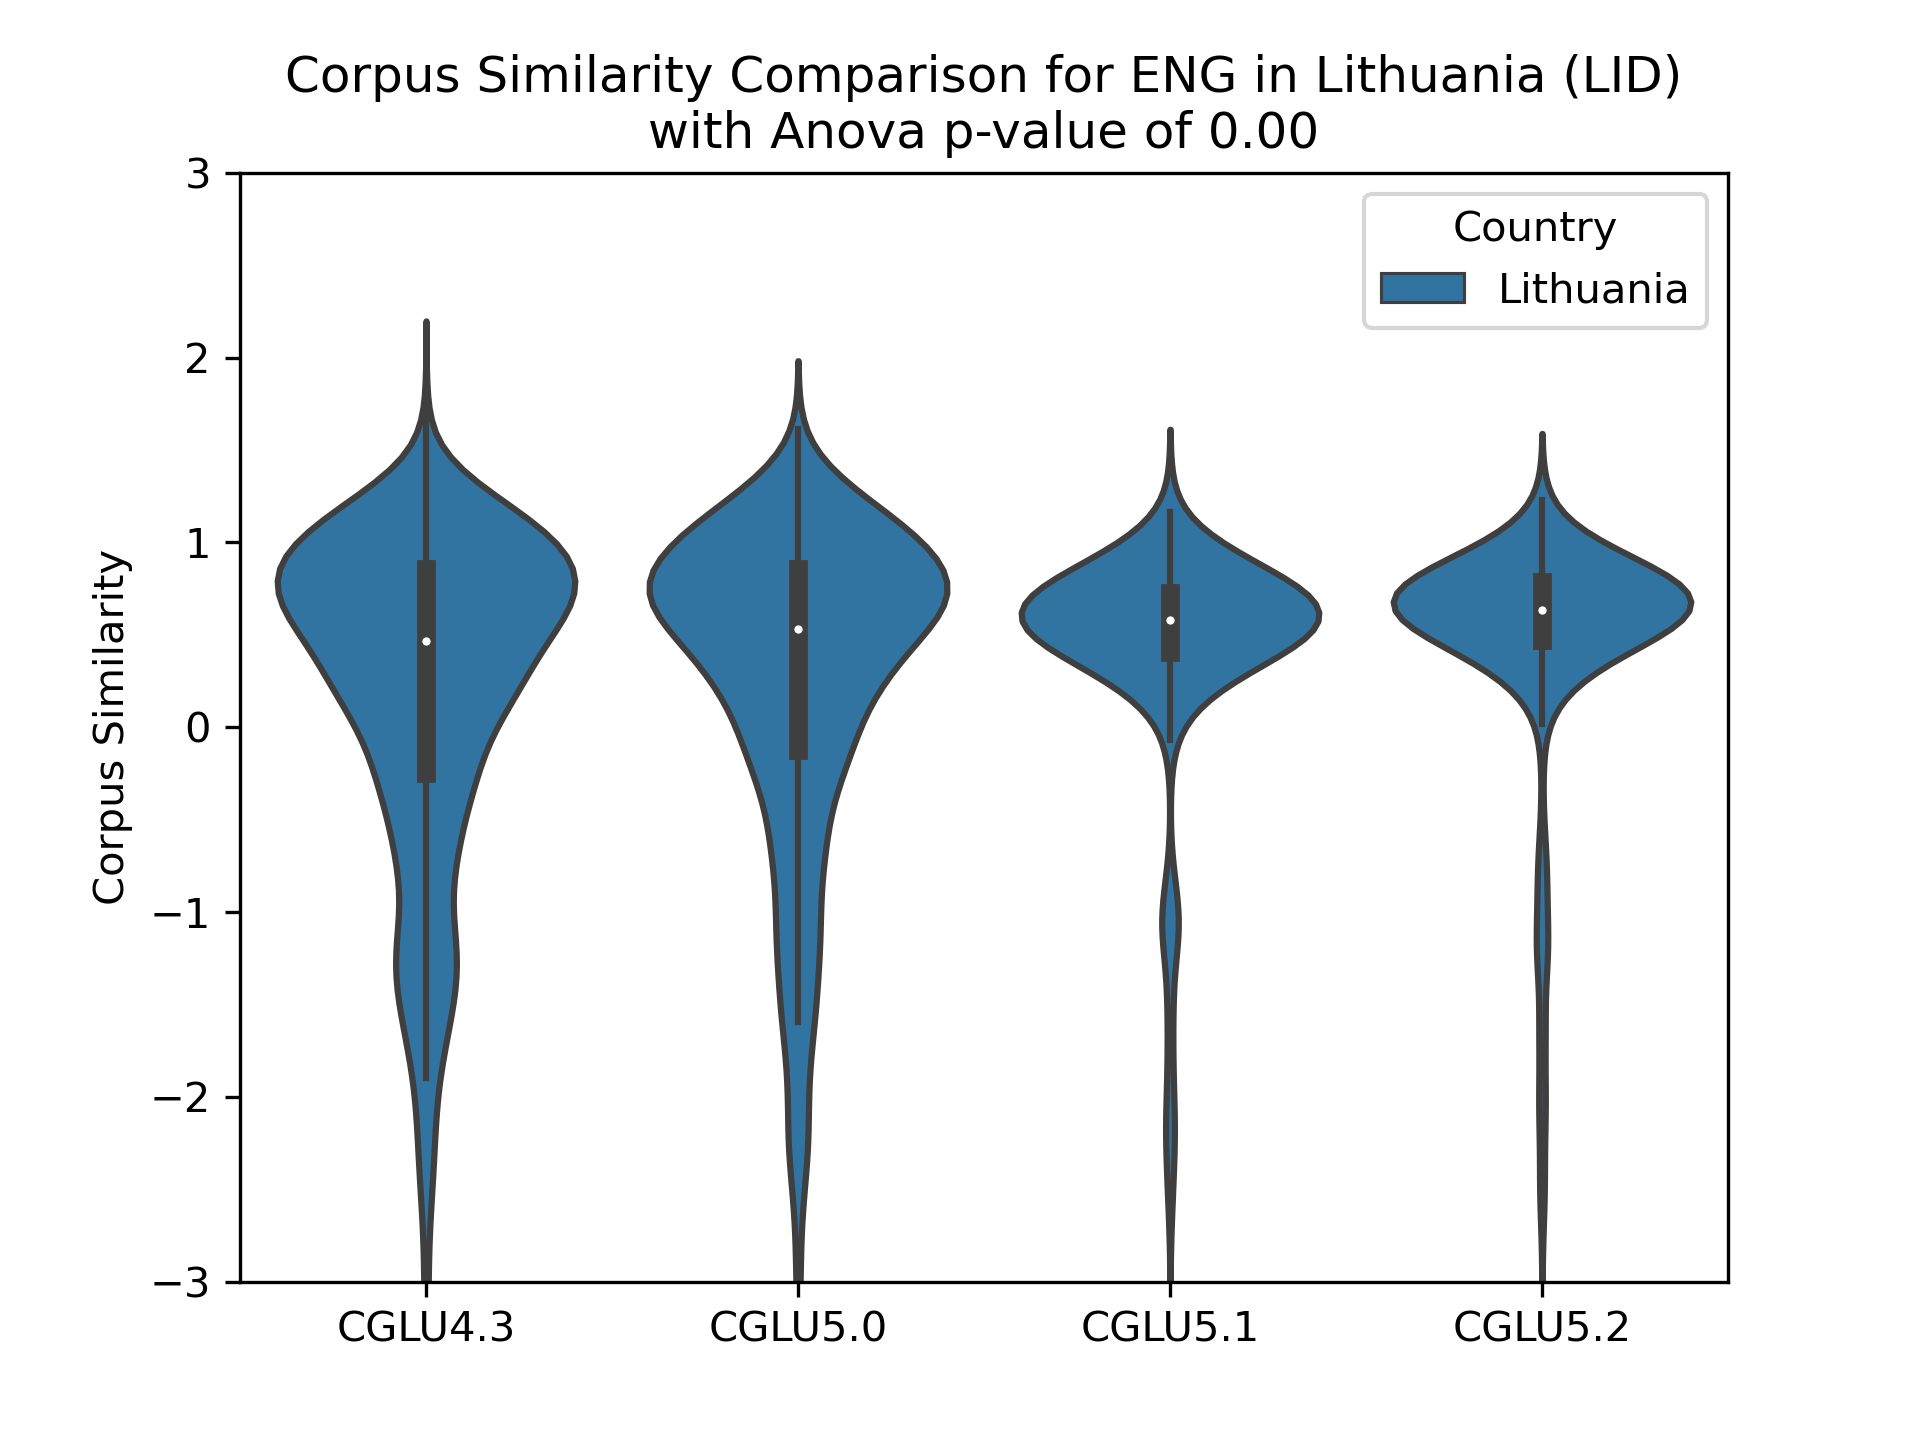 Corpus Similarity Comparison for ENG in Lithuania (LID)
with Anova p-value of 0.00
Country
Lithuania
Corpus Similarity
3
2
1
0
−1
−2
−3
CGLU4.3
CGLU5.0
CGLU5.1
CGLU5.2